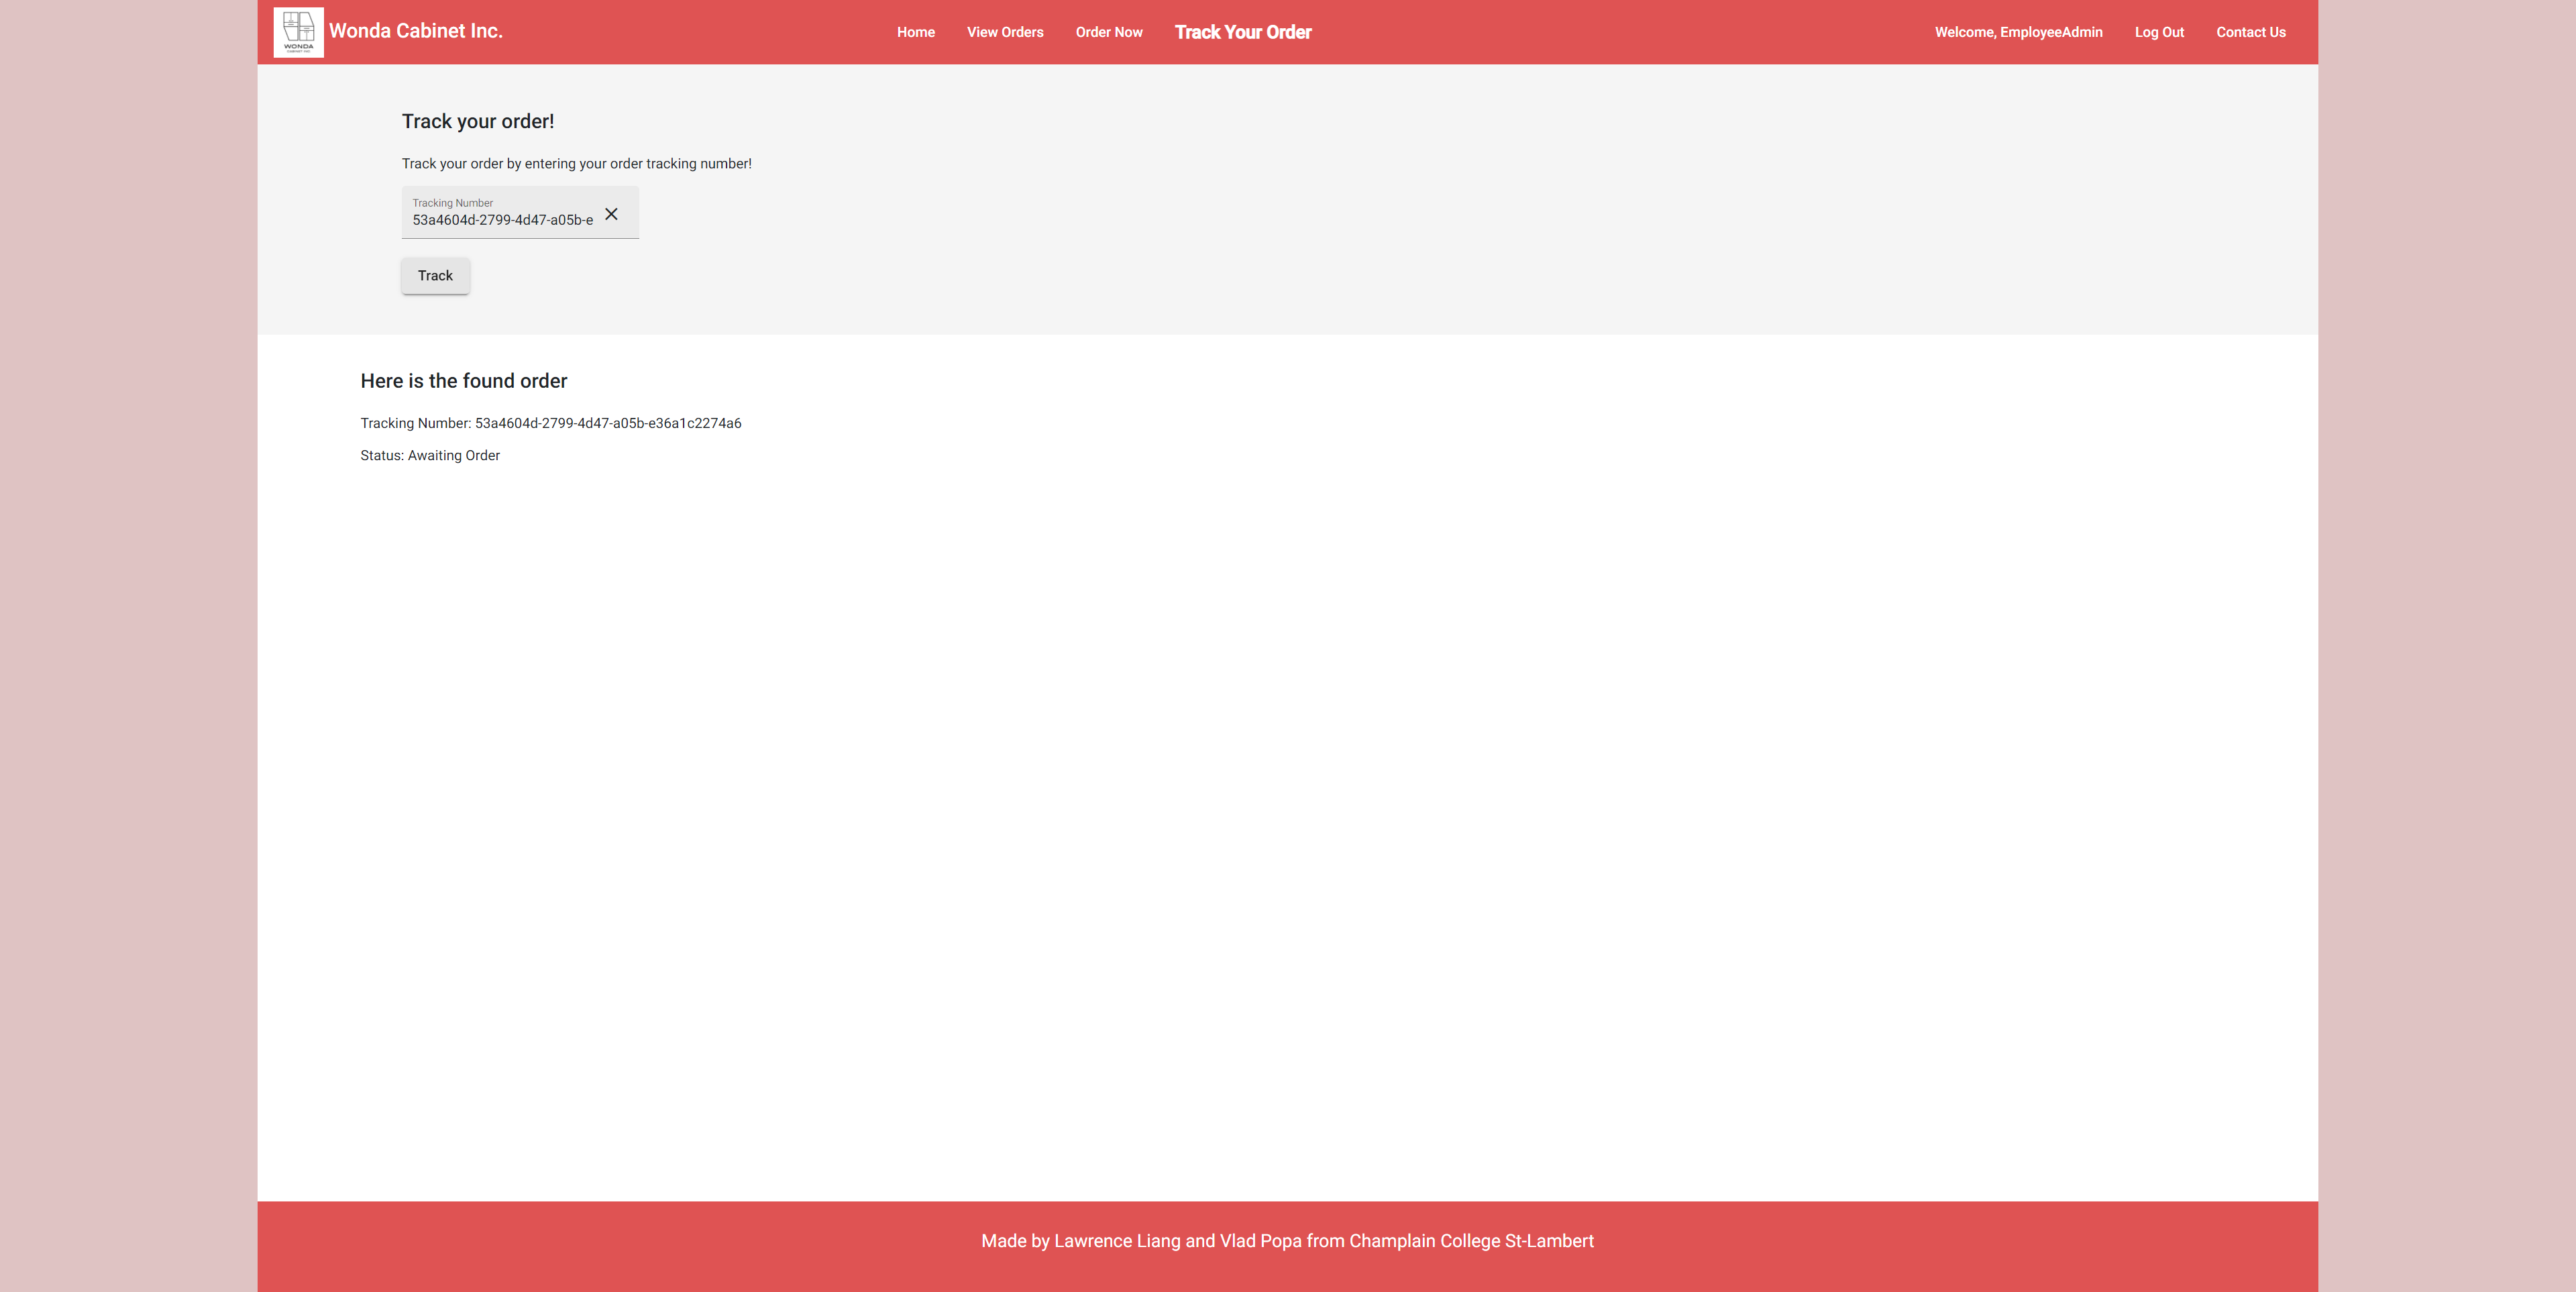 WONDA
CABINET INC.
Wonda Cabinet Inc.
Home
View Orders
Order Now
Track Your Order
Welcome, EmployeeAdmin
Log Out
Contact Us
Track your order!
Track your order by entering your order tracking number!
Tracking Number
53a4604d-2799-4d47-a05b-e
Track
Here is the found order
Tracking Number: 53a4604d-2799-4d47-a05b-e36a1c2274a6
Status: Awaiting Order
Made by Lawrence Liang and Vlad Popa from Champlain College St-Lambert